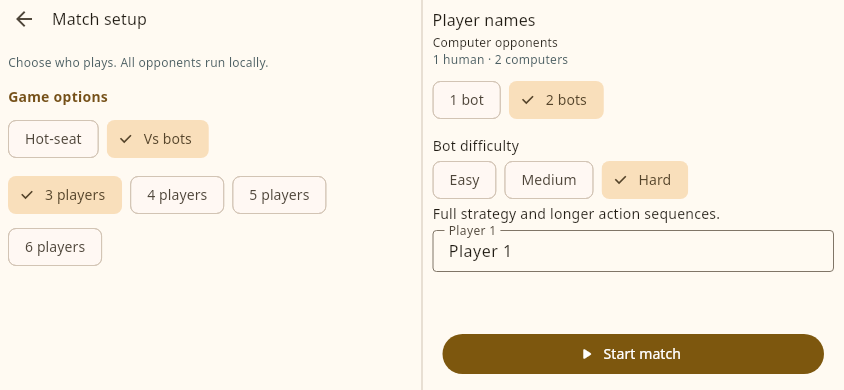 Match setup
Choose who plays. All opponents run locally.
Game options
Hot-seat
Vs bots
3 players
4 players
5 players
6 players
Player names
Computer opponents
1 human · 2 computers
1 bot
2 bots
Bot difficulty
Easy
Medium
Hard
Full strategy and longer action sequences.
Player 1
Player 1
Start match